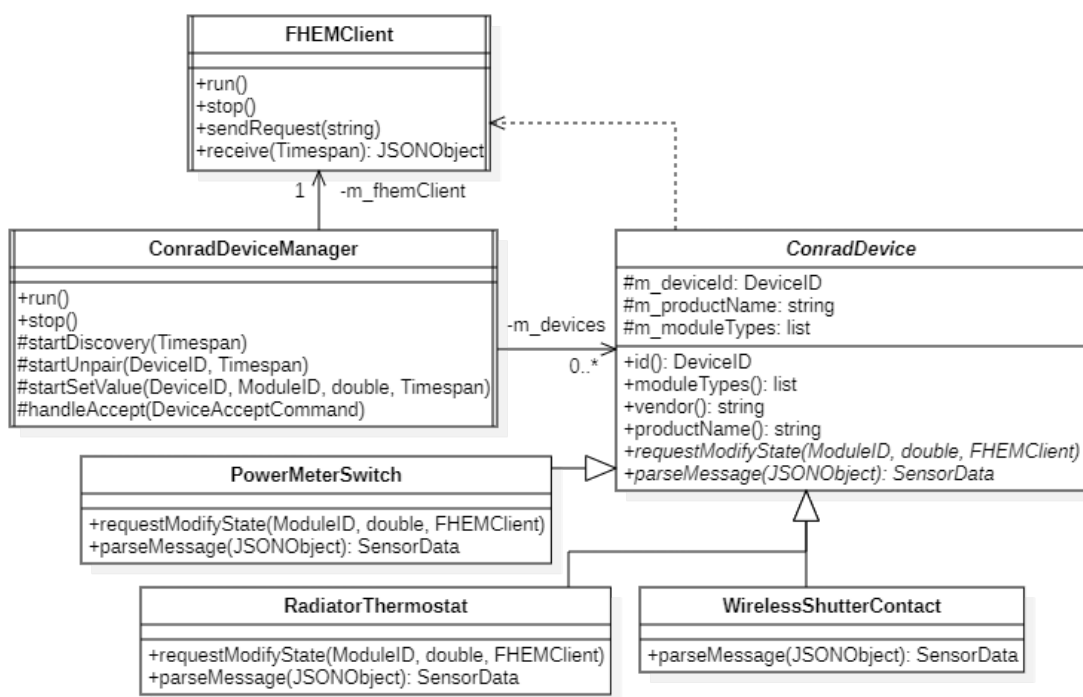 FHEMClient
+run()
+stop()
+sendRequest(string)
+receive(Timespan): JSONObject
1
-m_fhemClient
ConradDeviceManager
+run()
+stop()
#startDiscovery(Timespan)
#startUnpair(DeviceID, Timespan)
#startSetValue(DeviceID, ModuleID, double, Timespan)
#handleAccept(DeviceAcceptCommand)
-m_devices
0..*
ConradDevice
#m_deviceId: DeviceID
#m_productName: string
#m_moduleTypes: list
+id(): DeviceID
+moduleTypes(): list
+vendor(): string
+productName(): string
+requestModifyState(ModuleID, double, FHEMClient)
+parseMessage(JSONObject): SensorData
PowerMeterSwitch
+requestModifyState(ModuleID, double, FHEMClient)
+parseMessage(JSONObject): SensorData
RadiatorThermostat
+requestModifyState(ModuleID, double, FHEMClient)
+parseMessage(JSONObject): SensorData
WirelessShutterContact
+parseMessage(JSONObject): SensorData